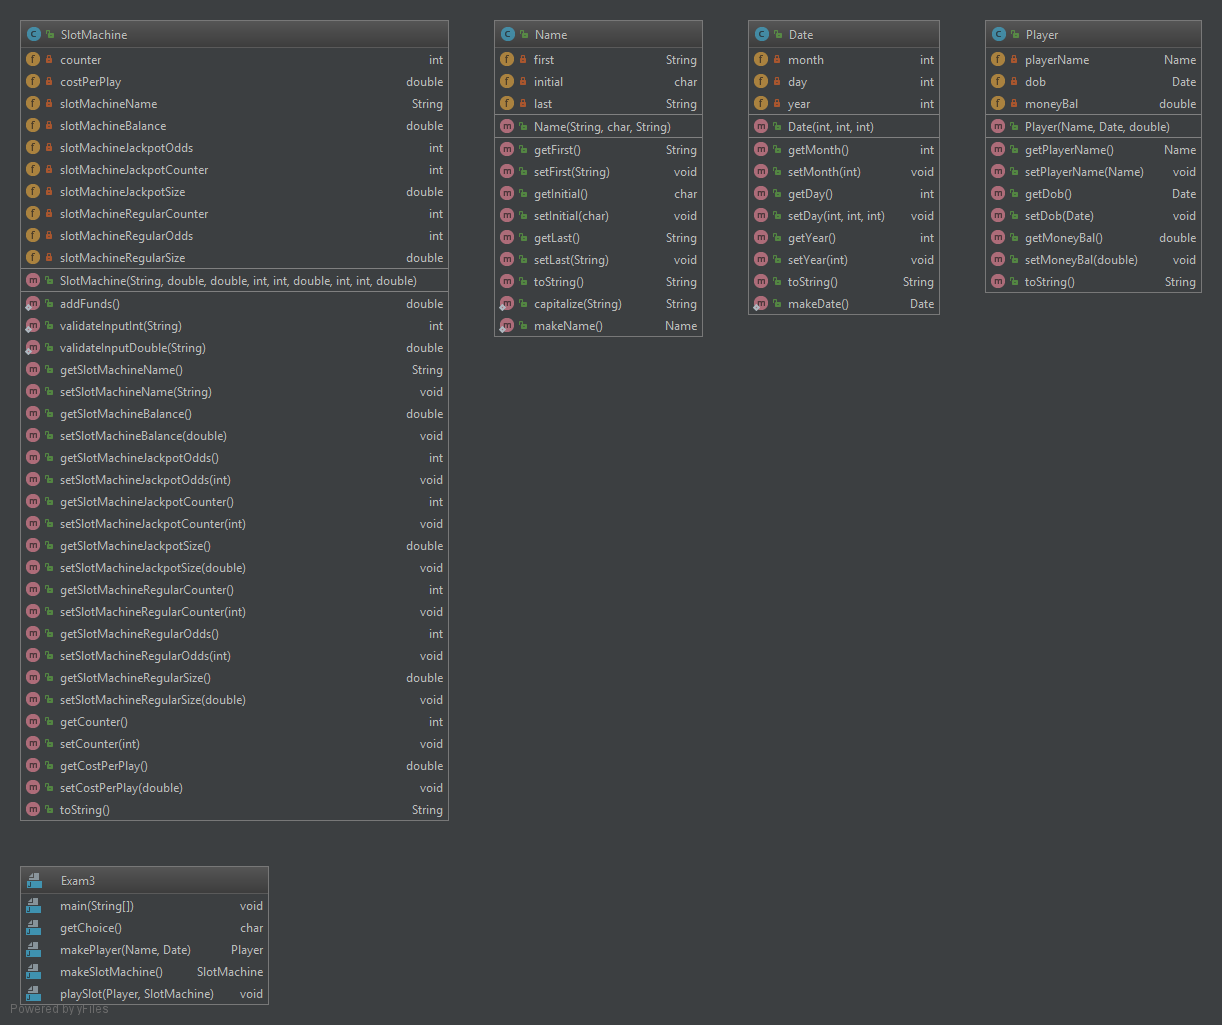 SlotMachine
counter int
costPerPlay double
slotMachineName String
slotMachineBalance double
slotMachineJackpotOdds int
slotMachineJackpotCounter int
slotMachineJackpotSize double
slotMachineRegularCounter int
slotMachineRegularOdds int
slotMachineRegularSize double
SlotMachine(String, double, double, int, int, double, int, int, double)
addFunds() double
validateInputInt(String) int
validateInputDouble(String) double
getSlotMachineName() String
setSlotMachineName(String) void
getSlotMachineBalance() double
setSlotMachineBalance(double) void
getSlotMachineJackpotOdds() int
setSlotMachineJackpotOdds(int) void
getSlotMachineJackpotCounter() int
setSlotMachineJackpotCounter(int) void
getSlotMachineJackpotSize() double
setSlotMachineJackpotSize(double) void
getSlotMachineRegularCounter() int
setSlotMachineRegularCounter(int) void
getSlotMachineRegularOdds() int
setSlotMachineRegularOdds(int) void
getSlotMachineRegularSize() double
setSlotMachineRegularSize(double) void
getCounter() int
setCounter(int) void
getCostPerPlay() double
setCostPerPlay(double) void
toString() String
Name
first String
initial char
last String
Name(String, char, String)
getFirst() String
setFirst(String) void
getInitial() char
setInitial(char) void
getLast() String
setLast(String) void
toString() String
capitalize(String) String
makeName() Name
Date
month int
day int
year int
Date(int, int, int)
getMonth() int
setMonth(int) void
getDay() int
setDay(int, int, int) void
getYear() int
setYear(int) void
toString() String
makeDate() Date
Player
playerName Name
dob Date
moneyBal double
Player(Name, Date, double)
getPlayerName() Name
setPlayerName(Name) void
getDob() Date
setDob(Date) void
getMoneyBal() double
setMoneyBal(double) void
toString() String
Exam3
main(String[]) void
getChoice() char
makePlayer(Name, Date) Player
makeSlotMachine() SlotMachine
playSlot(Player, SlotMachine) void
Powered by yFiles